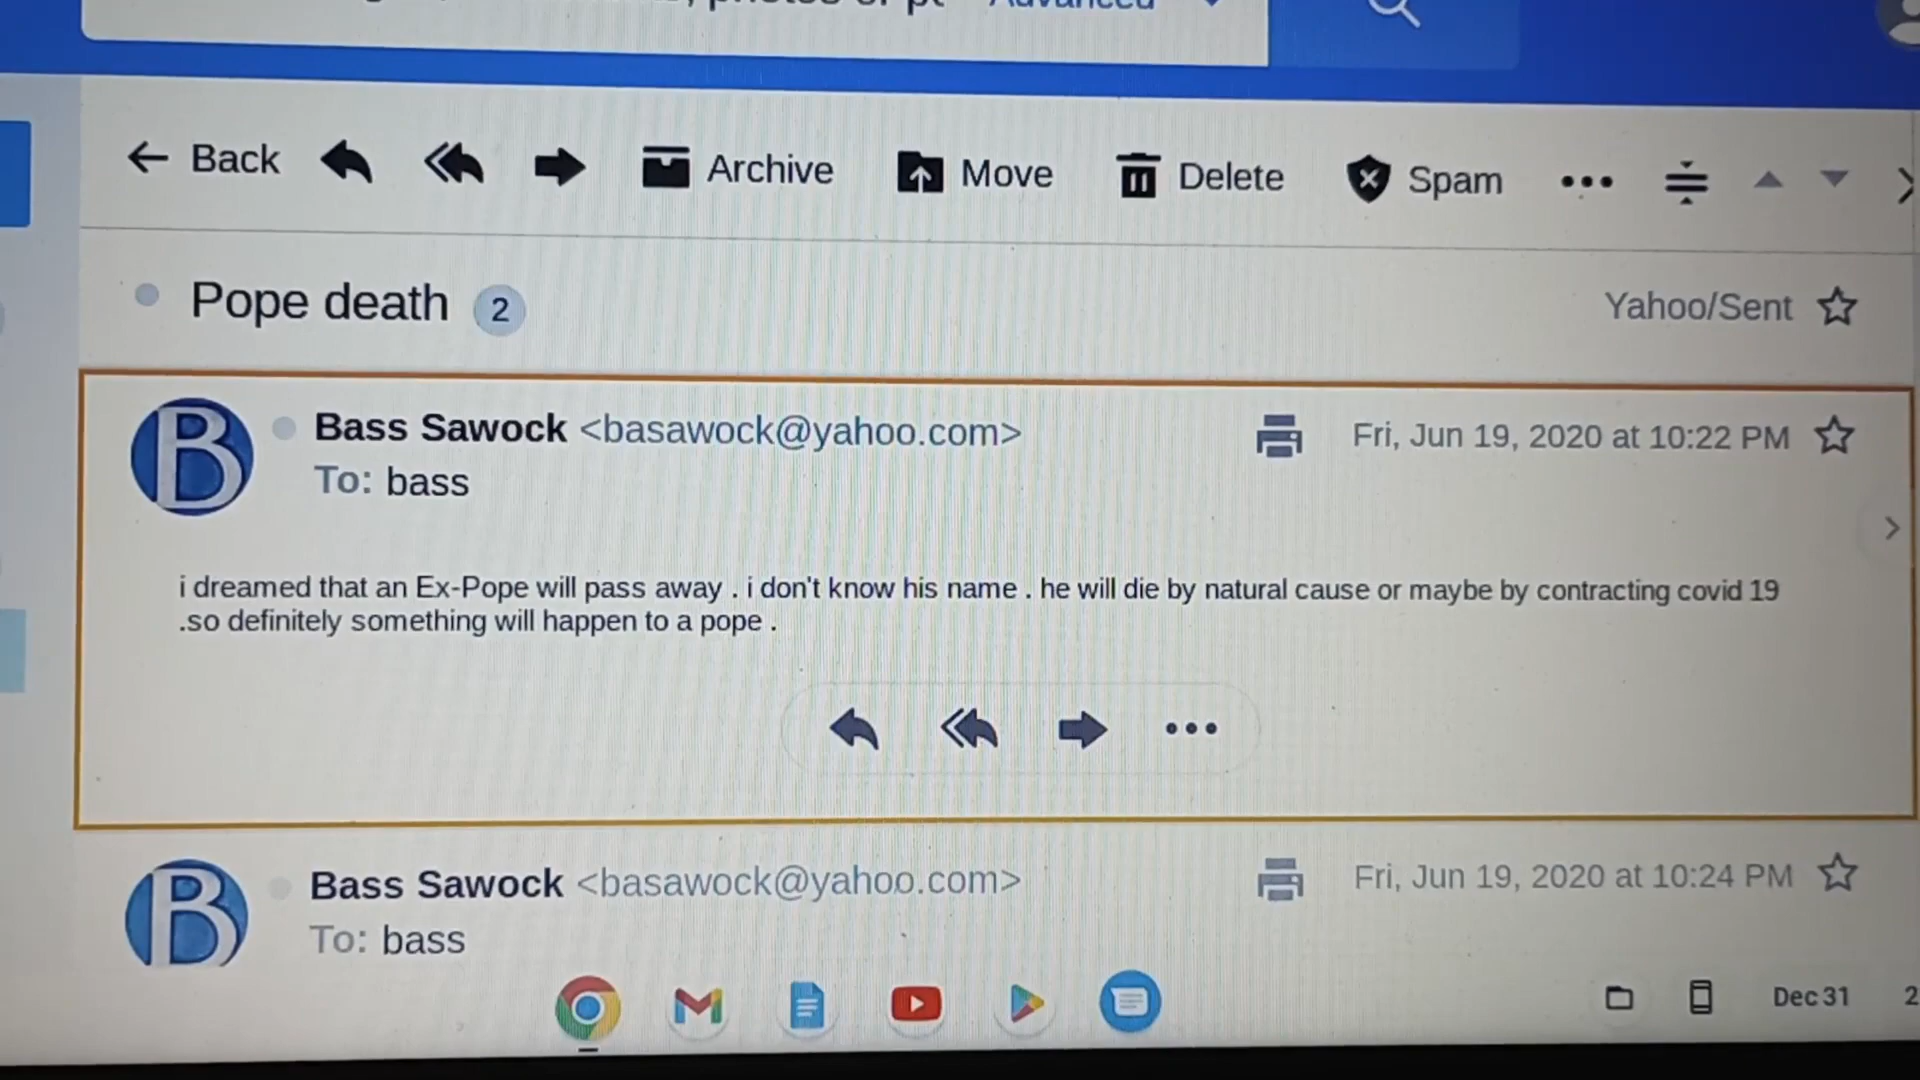 Advanced
Back
Archive
Move
Delete
Spam
Pope death 2
Yahoo/Sent
Bass Sawock <basawock@yahoo.com>
Fri, Jun 19, 2020 at 10:22 PM
To: bass
i dreamed that an Ex-Pope will pass away . i don't know his name . he will die by natural cause or maybe by contracting covid 19
.so definitely something will happen to a pope .
Bass Sawock <basawock@yahoo.com>
Fri, Jun 19, 2020 at 10:24 PM
To: bass
Dec 31